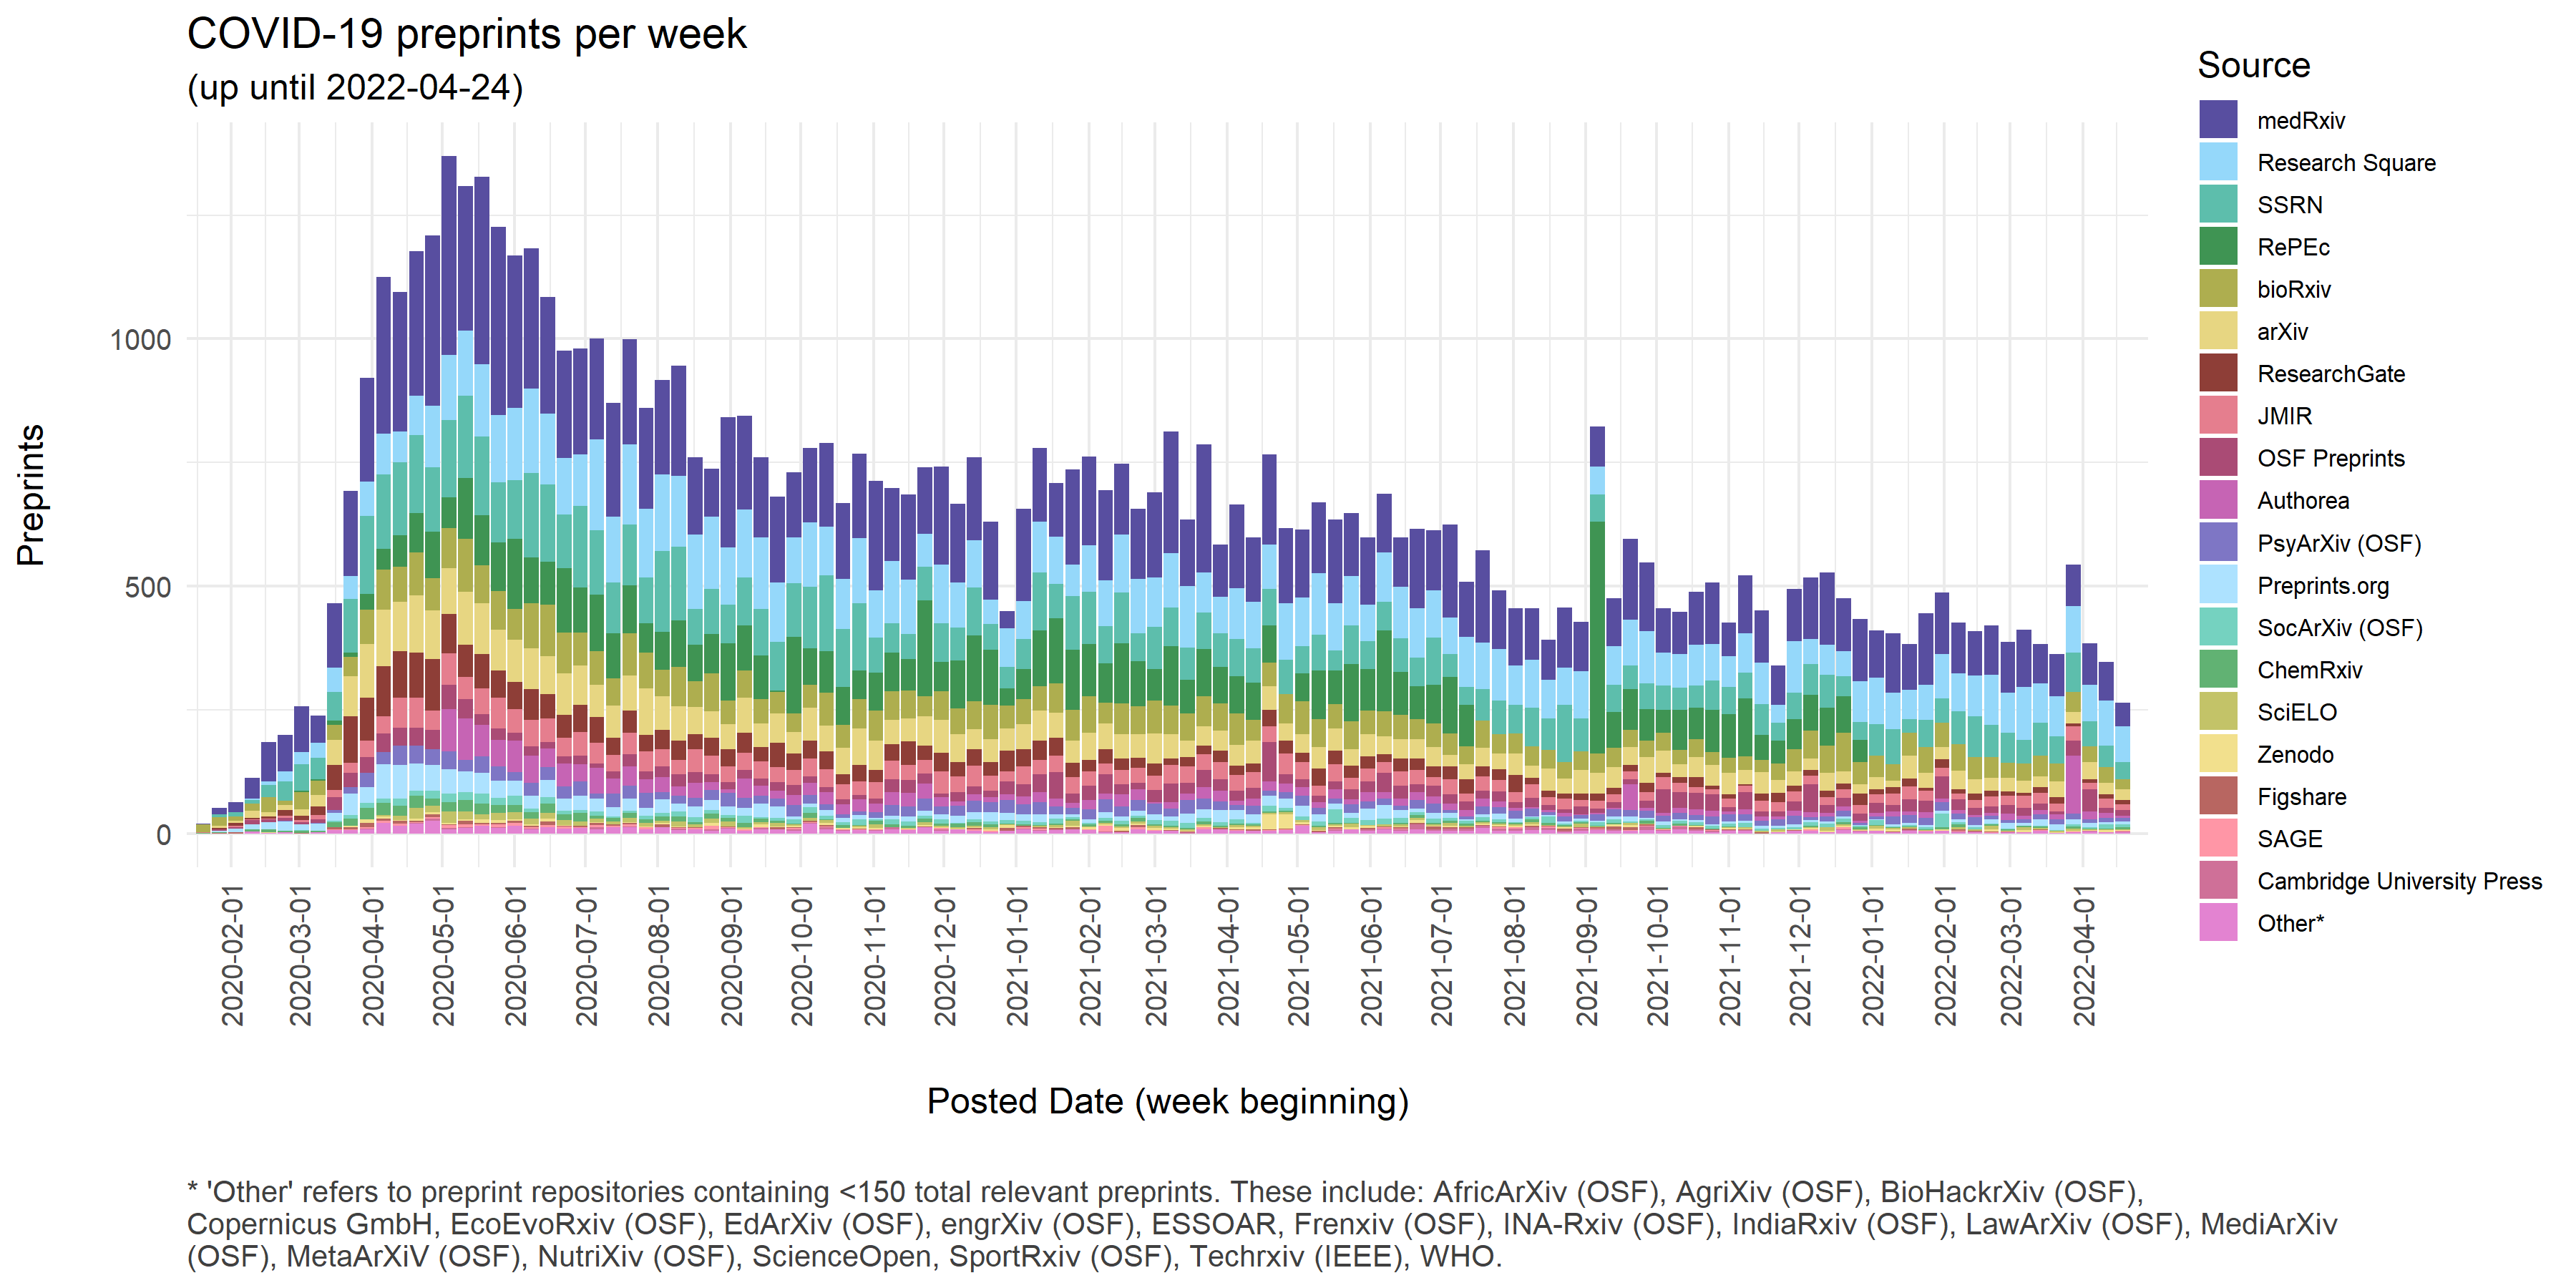 COVID-19 preprints per week
(up until 2022-04-24)
Source
medRxiv
Research Square
SSRN
RePEc
bioRxiv
arXiv
ResearchGate
JMIR
OSF Preprints
Authorea
PsyArXiv (OSF)
Preprints.org
SocArXiv (OSF)
ChemRxiv
SciELO
Zenodo
Figshare
SAGE
Cambridge University Press
Other*
Preprints
1000
500
0
2020-02-01
2020-03-01
2020-04-01
2020-05-01
2020-06-01
2020-07-01
2020-08-01
2020-09-01
2020-10-01
2020-11-01
2020-12-01
2021-01-01
2021-02-01
2021-03-01
2021-04-01
2021-05-01
2021-06-01
2021-07-01
2021-08-01
2021-09-01
2021-10-01
2021-11-01
2021-12-01
2022-01-01
2022-02-01
2022-03-01
2022-04-01
Posted Date (week beginning)
* 'Other' refers to preprint repositories containing <150 total relevant preprints. These include: AfricArXiv (OSF), AgriXiv (OSF), BioHackrXiv (OSF),
Copernicus GmbH, EcoEvoRxiv (OSF), EdArXiv (OSF), engrXiv (OSF), ESSOAR, Frenxiv (OSF), INA-Rxiv (OSF), IndiaRxiv (OSF), LawArXiv (OSF), MediArXiv
(OSF), MetaArXiV (OSF), NutriXiv (OSF), ScienceOpen, SportRxiv (OSF), Techrxiv (IEEE), WHO.